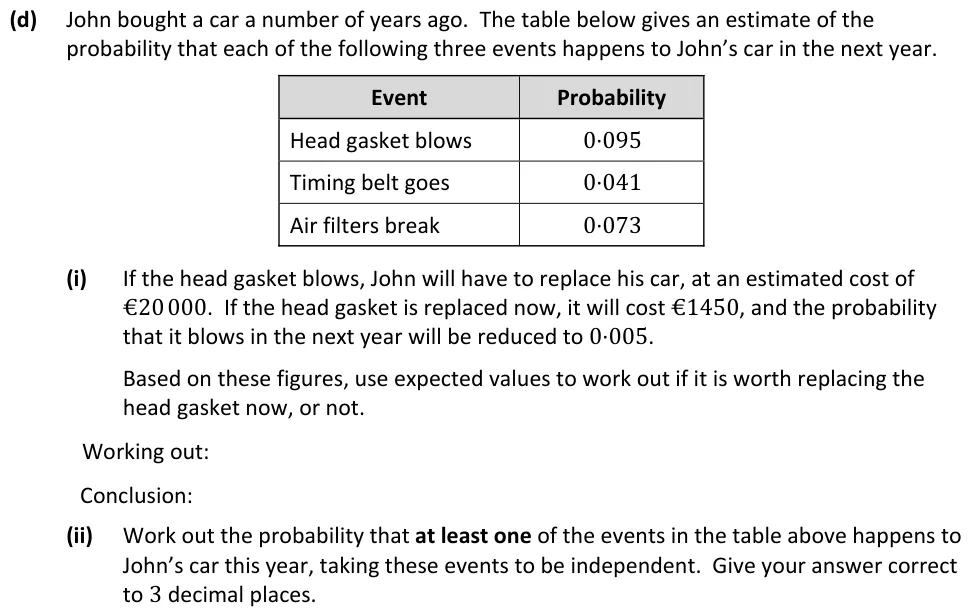 (d) John bought a car a number of years ago. The table below gives an estimate of the
probability that each of the following three events happens to John’s car in the next year.
Event Probability
Head gasket blows 0·095
Timing belt goes 0·041
Air filters break 0·073
(i) If the head gasket blows, John will have to replace his car, at an estimated cost of
€20 000. If the head gasket is replaced now, it will cost €1450, and the probability
that it blows in the next year will be reduced to 0·005.
Based on these figures, use expected values to work out if it is worth replacing the
head gasket now, or not.
Working out:
Conclusion:
(ii) Work out the probability that at least one of the events in the table above happens to
John’s car this year, taking these events to be independent. Give your answer correct
to 3 decimal places.